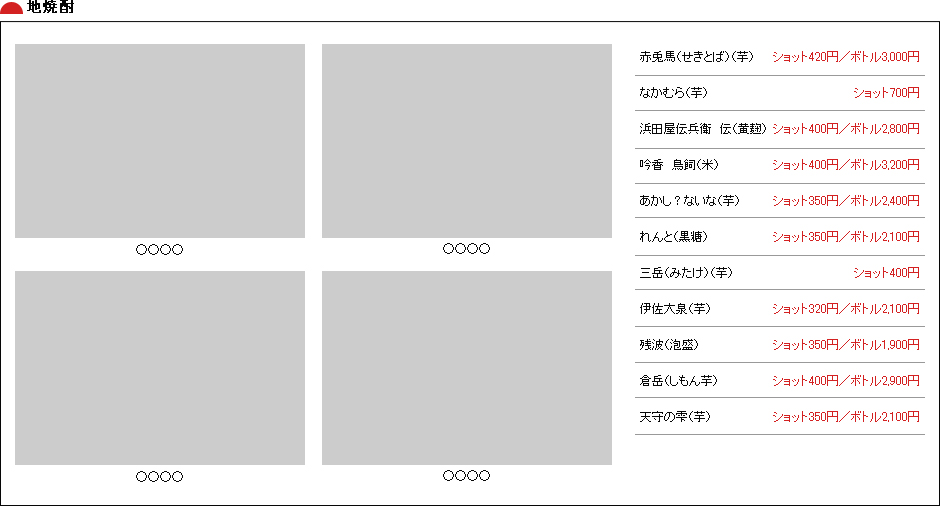 地焼酎
〇〇〇〇
〇〇〇〇
〇〇〇〇
〇〇〇〇
赤兎馬(せきとば)(芋) ショット420円／ボトル3,000円
なかむら(芋) ショット700円
浜田屋伝兵衛　伝(黄麹) ショット400円／ボトル2,800円
吟香　鳥飼(米) ショット400円／ボトル3,200円
あかし？ないな(芋) ショット350円／ボトル2,400円
れんと(黒糖) ショット350円／ボトル2,100円
三岳(みたけ)(芋) ショット400円
伊佐大泉(芋) ショット320円／ボトル2,100円
残波(泡盛) ショット350円／ボトル1,900円
倉岳(しもん芋) ショット400円／ボトル2,900円
天守の雫(芋) ショット350円／ボトル2,100円